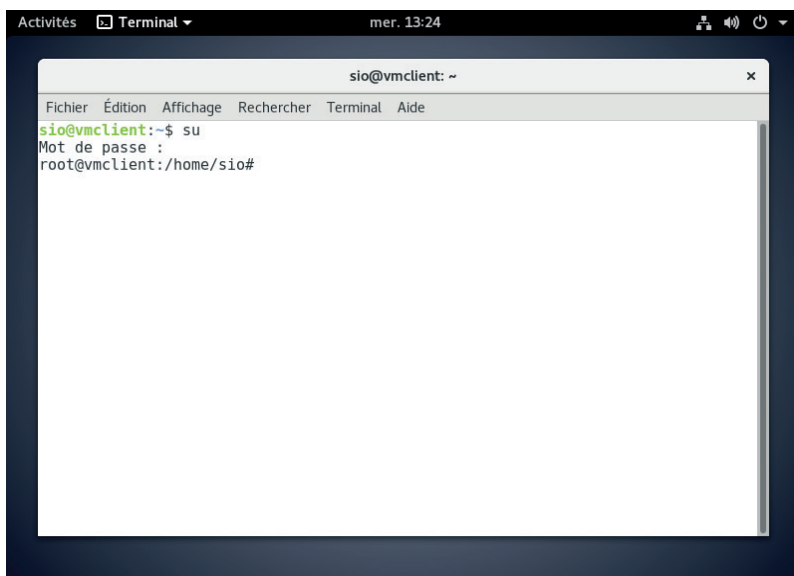 Activités Terminal mer. 13:24
sio@vmclient: ~ ×
Fichier Édition Affichage Rechercher Terminal Aide
sio@vmclient:~$ su
Mot de passe :
root@vmclient:/home/sio#